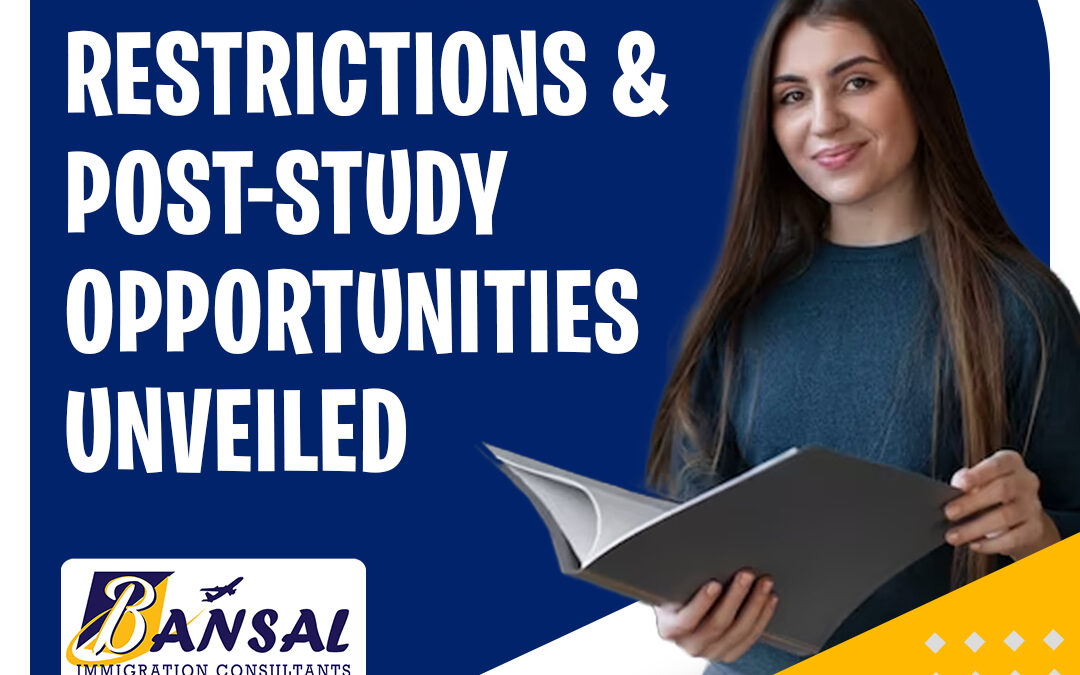 RESTRICTIONS &
POST-STUDY
OPPORTUNITIES
UNVEILED
BANSAL
IMMIGRATION CONSULTANTS